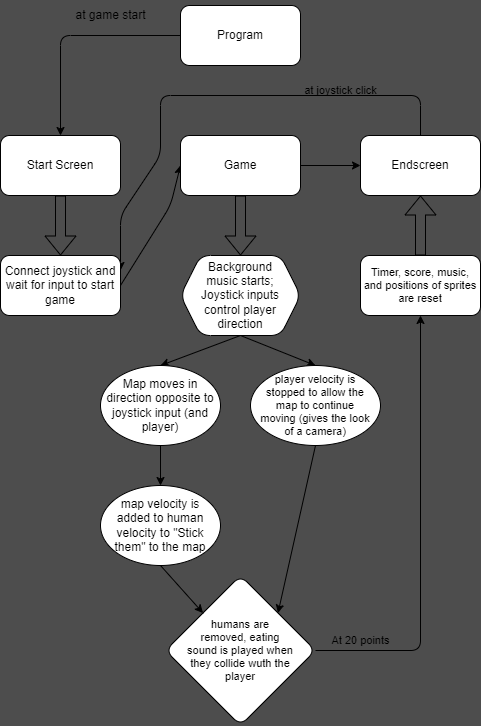 at game start
Program
at joystick click
Start Screen
Game
Endscreen
Connect joystick and
wait for input to start
game
Background
music starts;
Joystick inputs
control player
direction
Timer, score, music,
and positions of sprites
are reset
Map moves in
direction opposite to
joystick input (and
player)
player velocity is
stopped to allow the
map to continue
moving (gives the look
of a camera)
map velocity is
added to human
velocity to "Stick
them" to the map
humans are
removed, eating
sound is played when
they collide wuth the
player
At 20 points